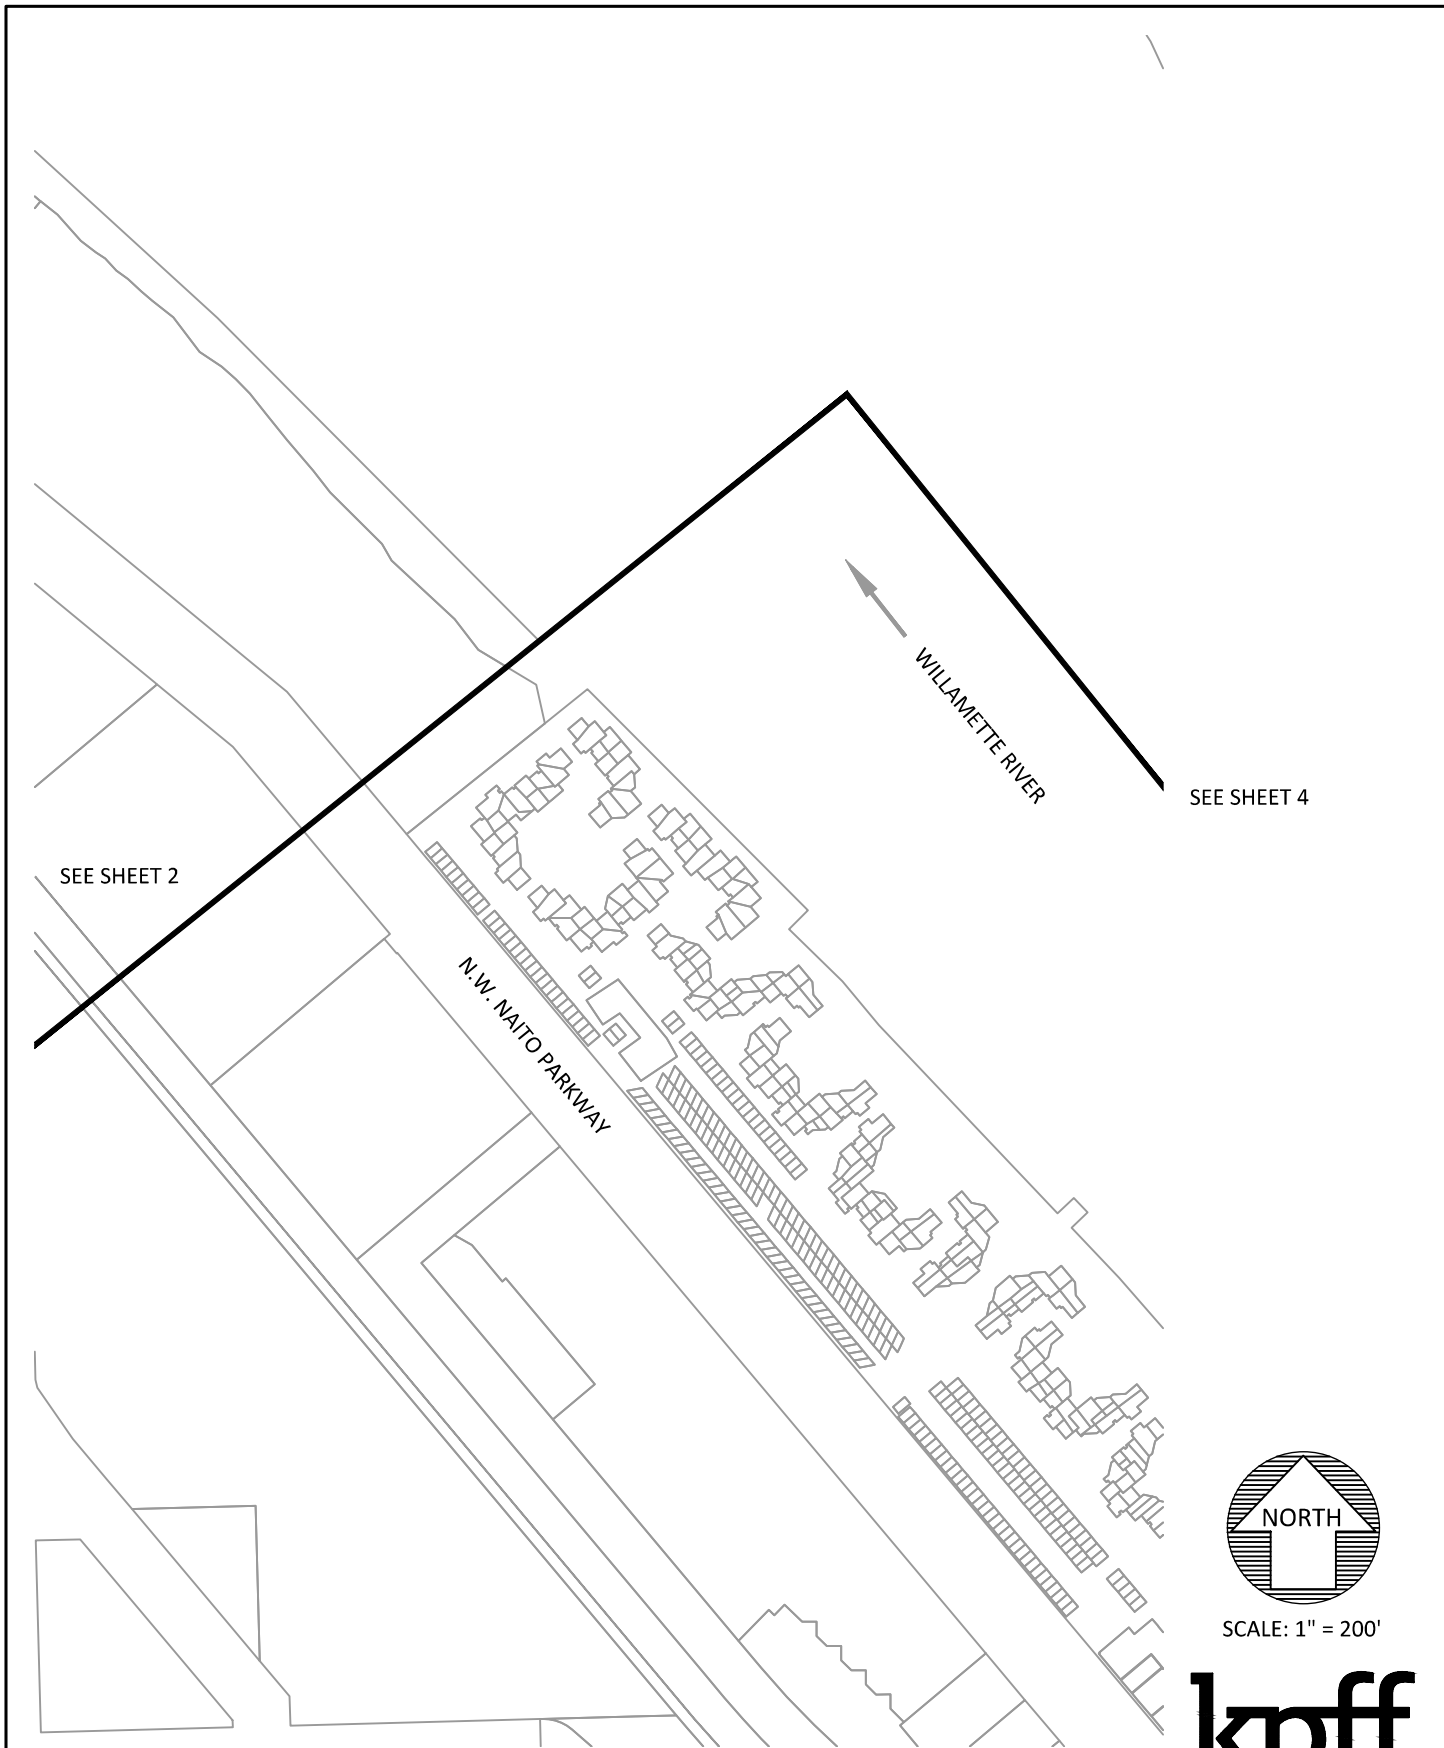 WILLAMETTE RIVER
SEE SHEET 4
SEE SHEET 2
N.W. NAITO PARKWAY
NORTH
SCALE: 1" = 200'
kpff